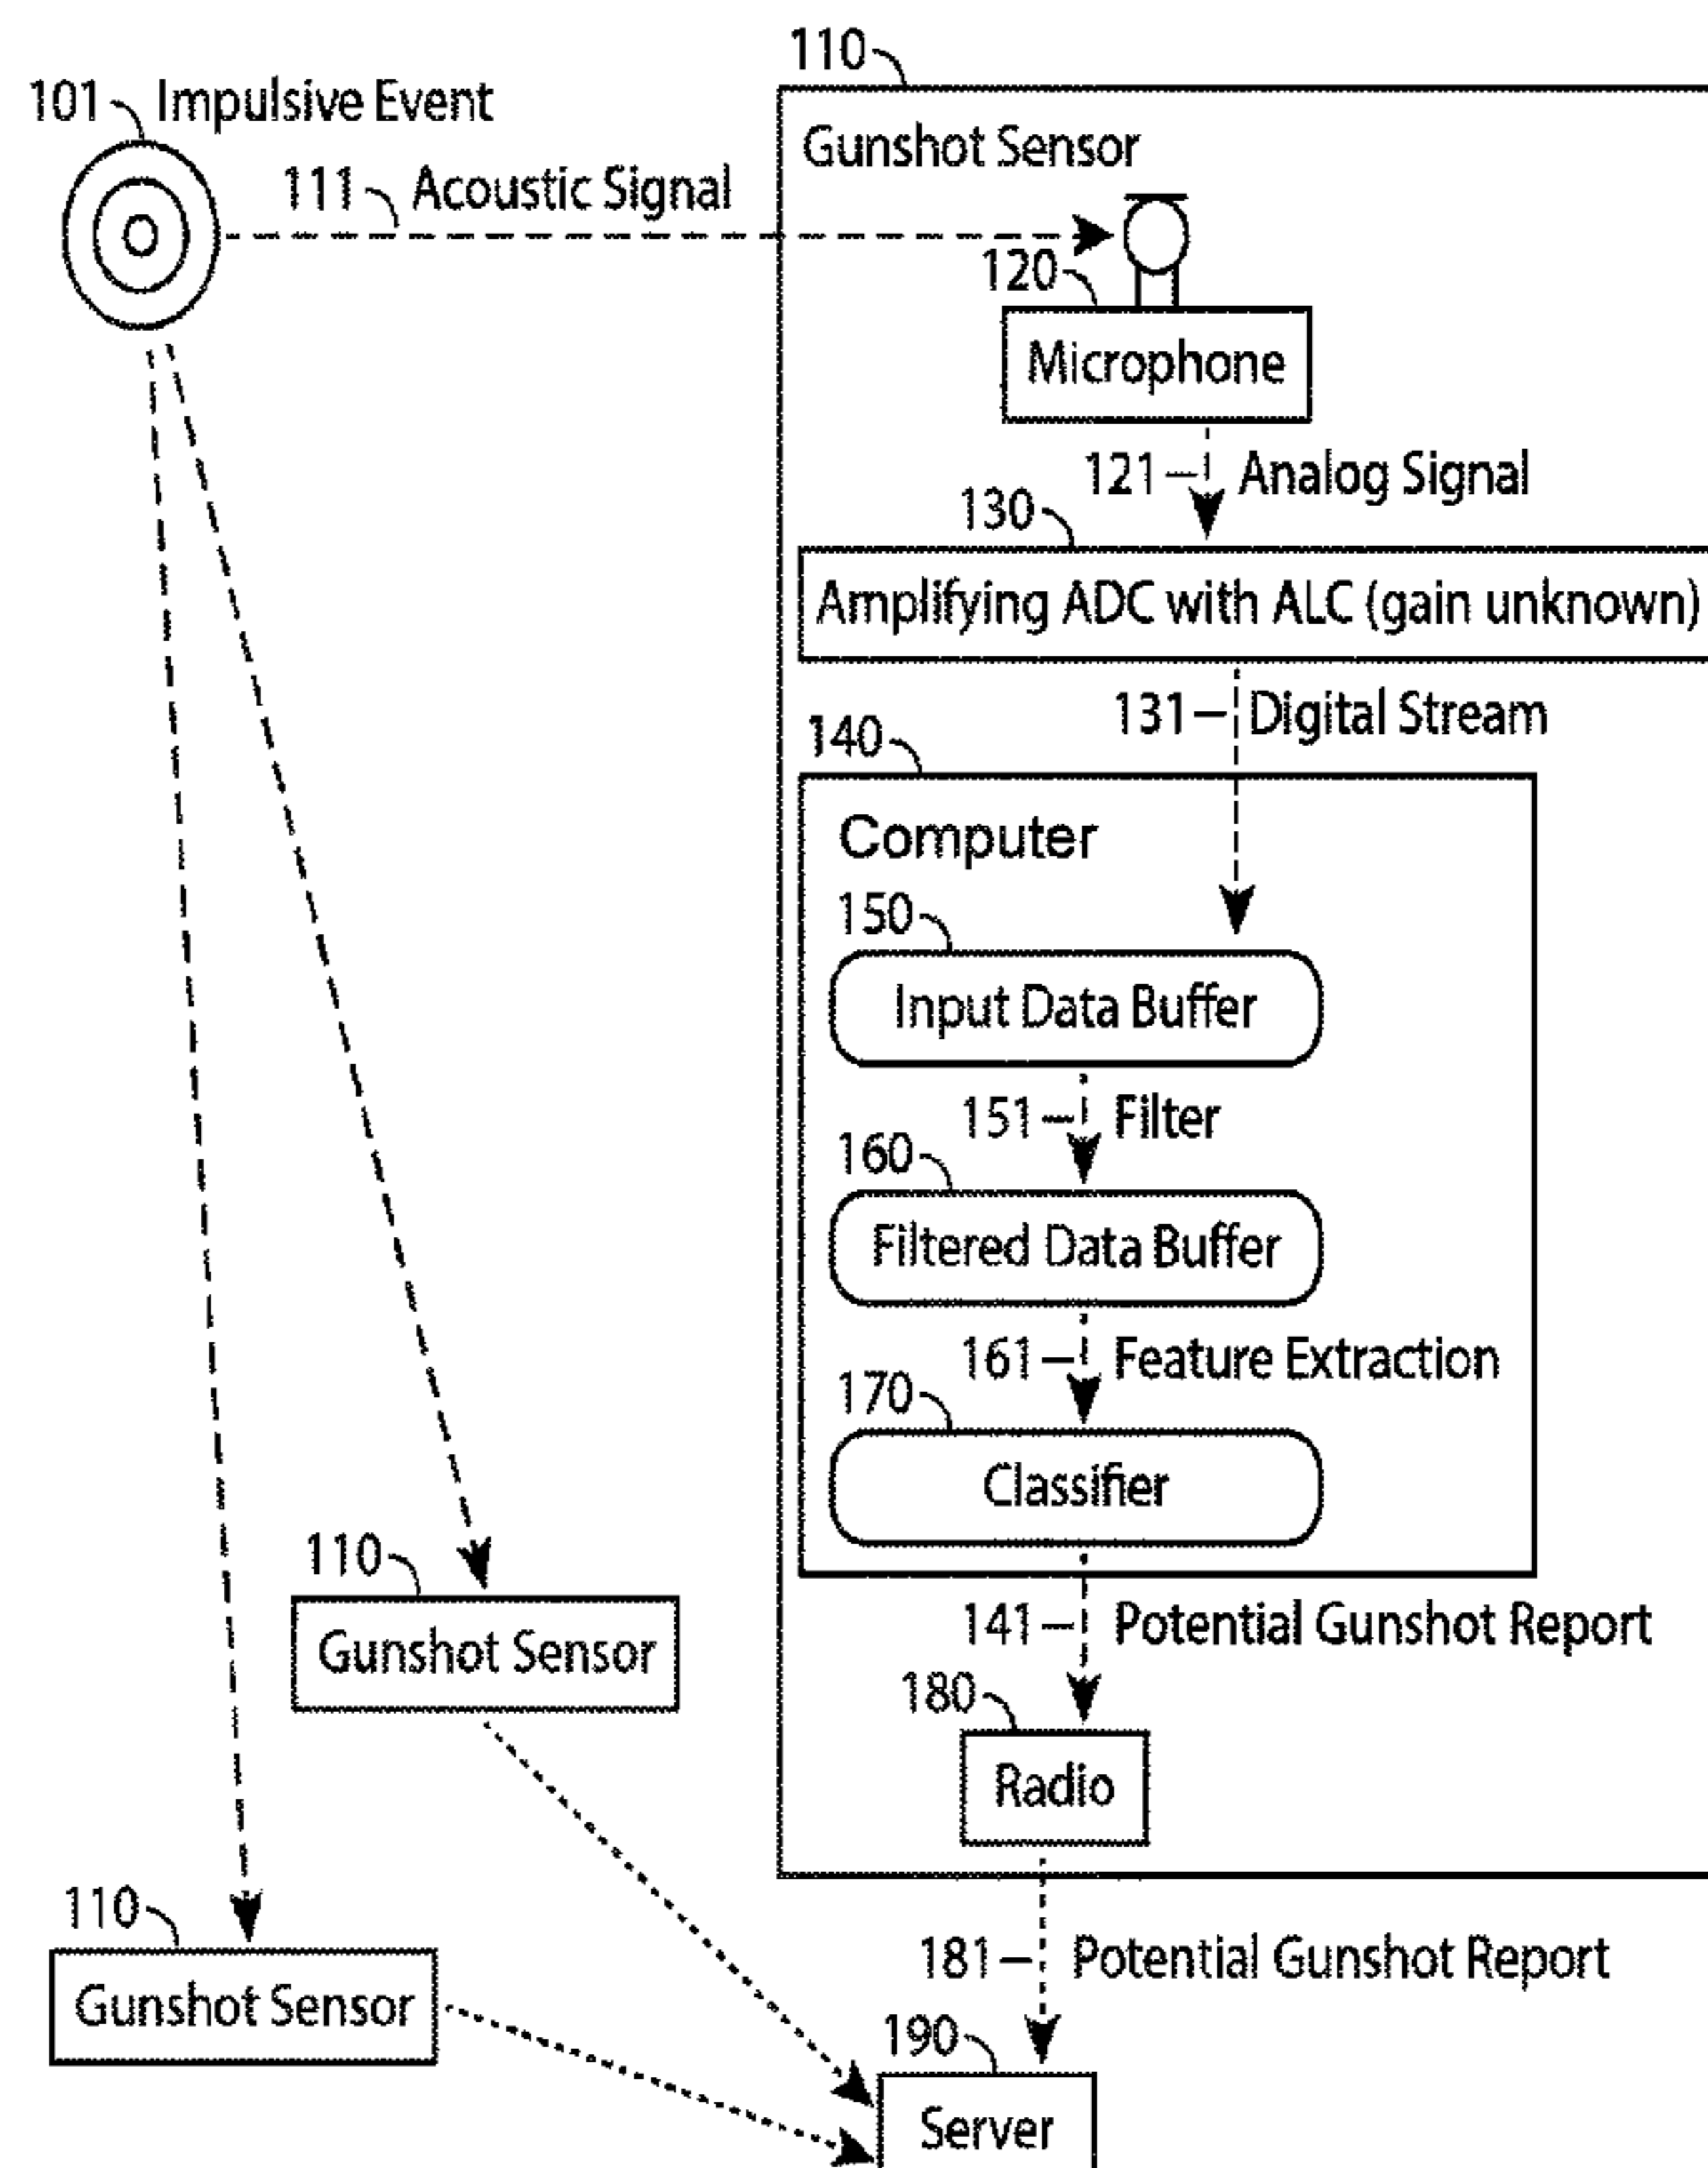 110
101 Impulsive Event
Gunshot Sensor
111 Acoustic Signal
120
Microphone
121 Analog Signal
130
Amplifying ADC with ALC (gain unknown)
131 Digital Stream
140
Computer
150
Input Data Buffer
151 Filter
160
Filtered Data Buffer
161 Feature Extraction
170
Classifier
110
Gunshot Sensor
141 Potential Gunshot Report
180
Radio
110
Gunshot Sensor
181 Potential Gunshot Report
190
Server